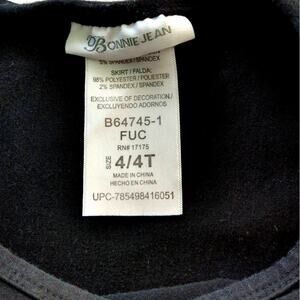 BONNIE JEAN
5% SPANDEX/SPANDEX
SKIRT / FALDA:
98% POLYESTER / POLIESTER
2% SPANDEX / SPANDEX
EXCLUSIVE OF DECORATION/
EXCLUYENDO ADORNOS
B64745-1
FUC
RN# 17175
SIZE 4/4T
MADE IN CHINA
HECHO EN CHINA
UPC-785498416051